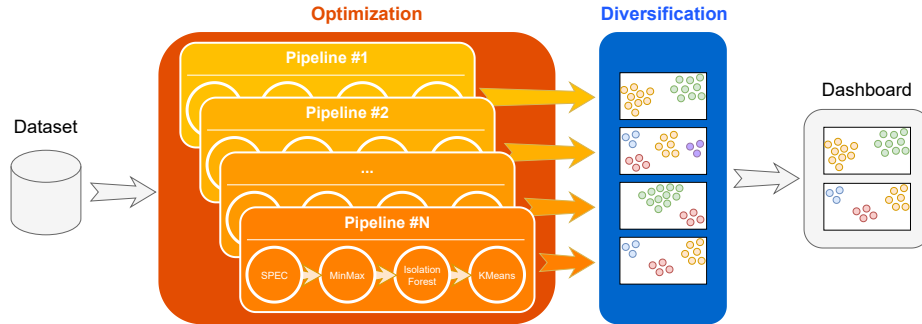 Optimization
Diversification
Pipeline #1
Pipeline #2
...
Pipeline #N
SPEC
MinMax
Isolation
Forest
KMeans
Dataset
Dashboard